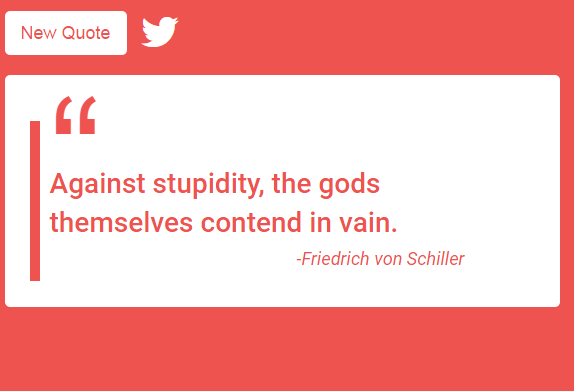 New Quote
“
Against stupidity, the gods
themselves contend in vain.
-Friedrich von Schiller